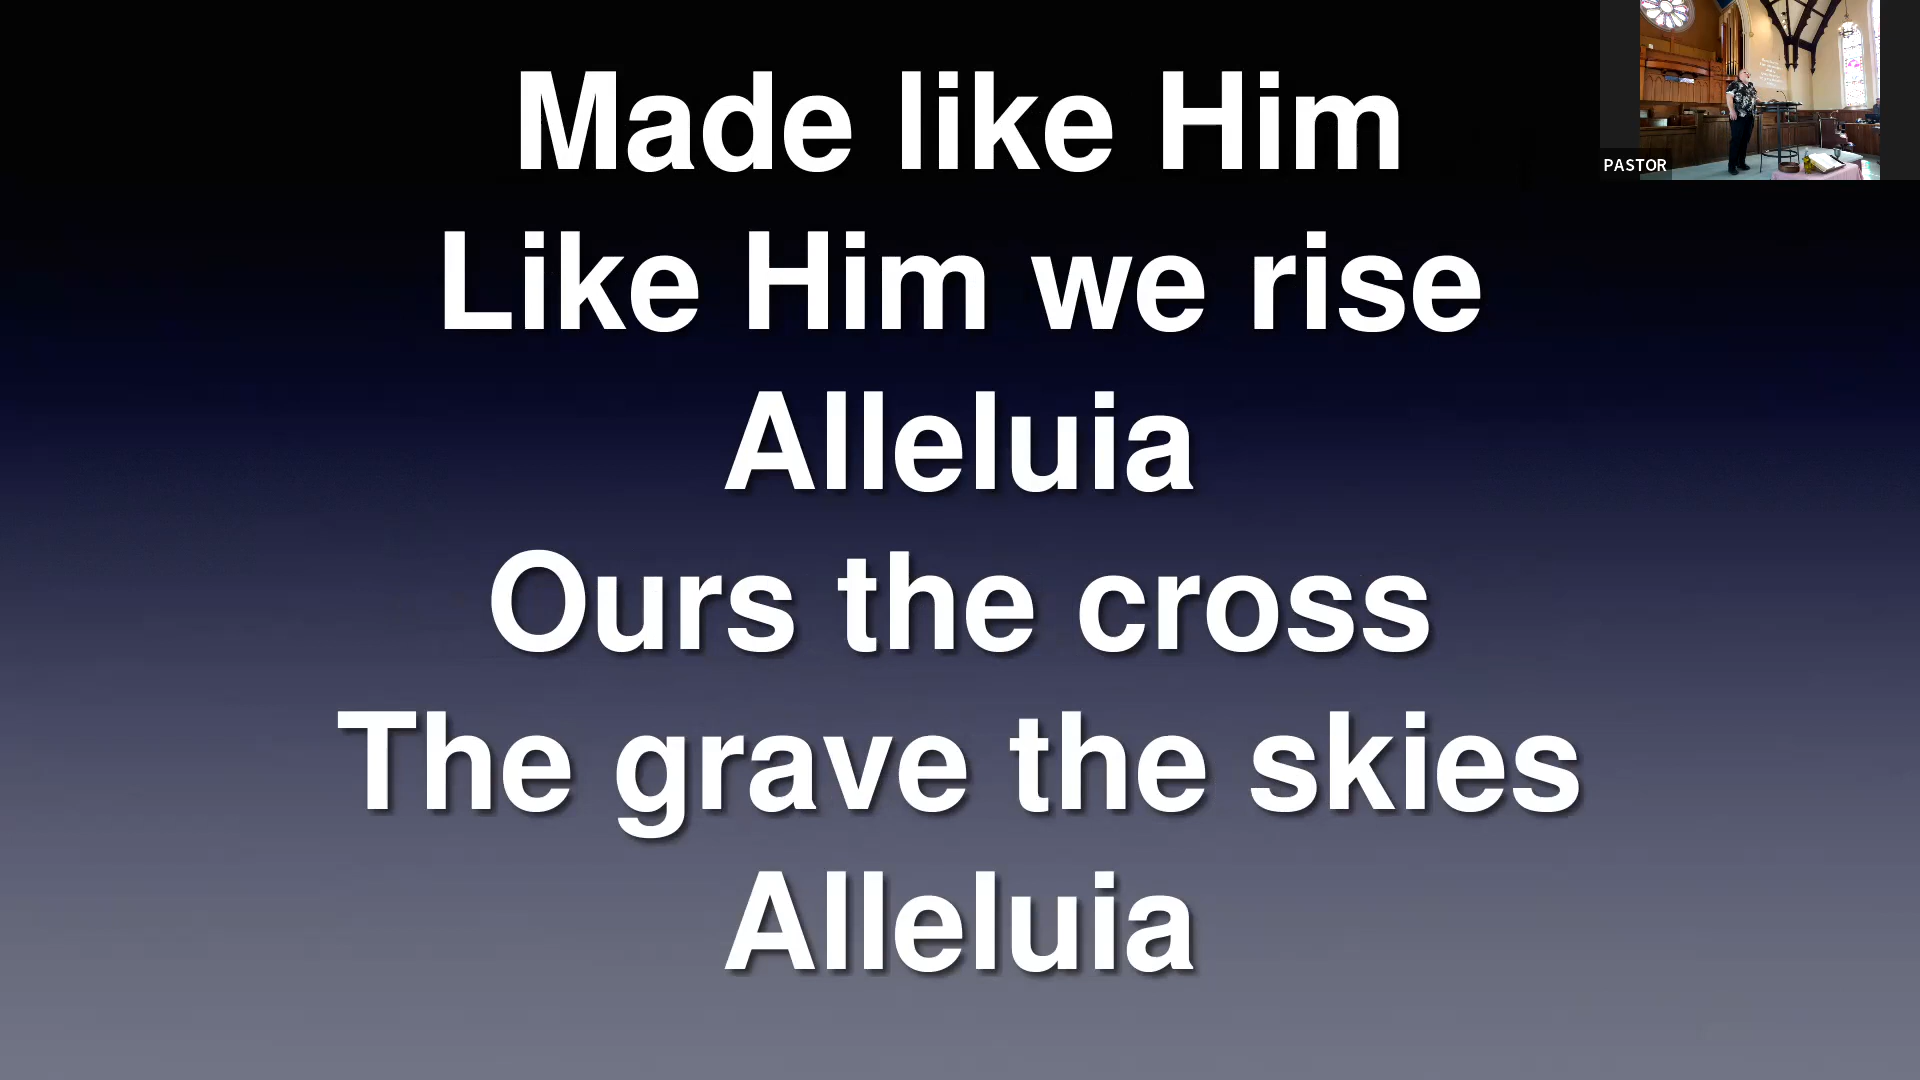 Made like Him
Like Him we rise
Alleluia
Ours the cross
The grave the skies
Alleluia
PASTOR